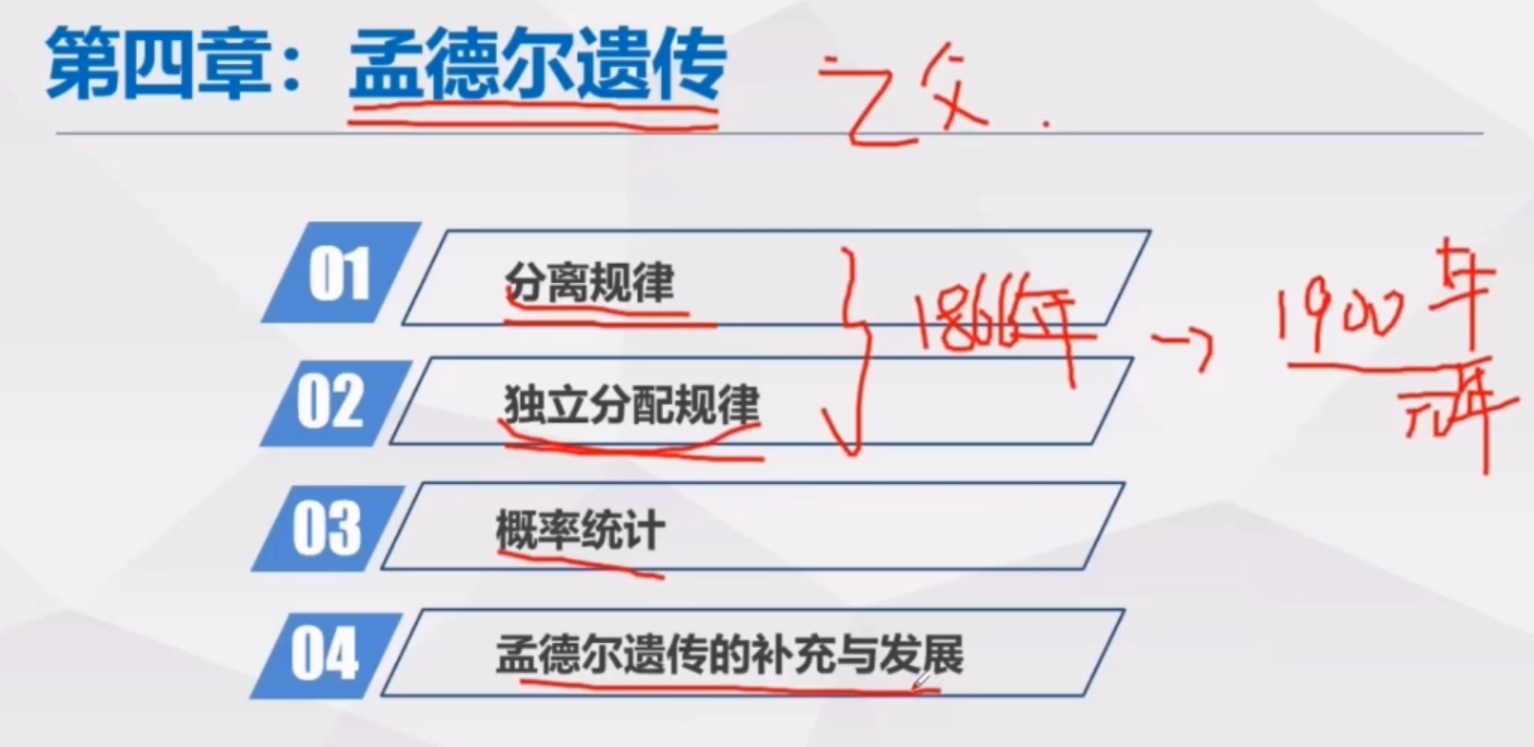 第四章：孟德尔遗传 之父.
01 分离规律
1866年 → 1900年
元年
02 独立分配规律
03 概率统计
04 孟德尔遗传的补充与发展